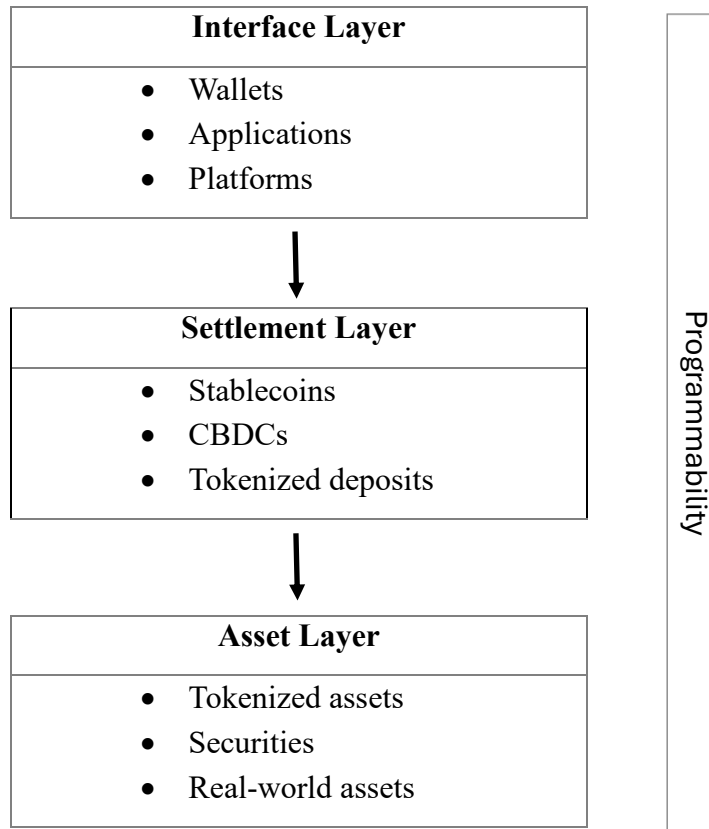 Interface Layer
• Wallets
• Applications
• Platforms
Settlement Layer
• Stablecoins
• CBDCs
• Tokenized deposits
Asset Layer
• Tokenized assets
• Securities
• Real-world assets
Programmability